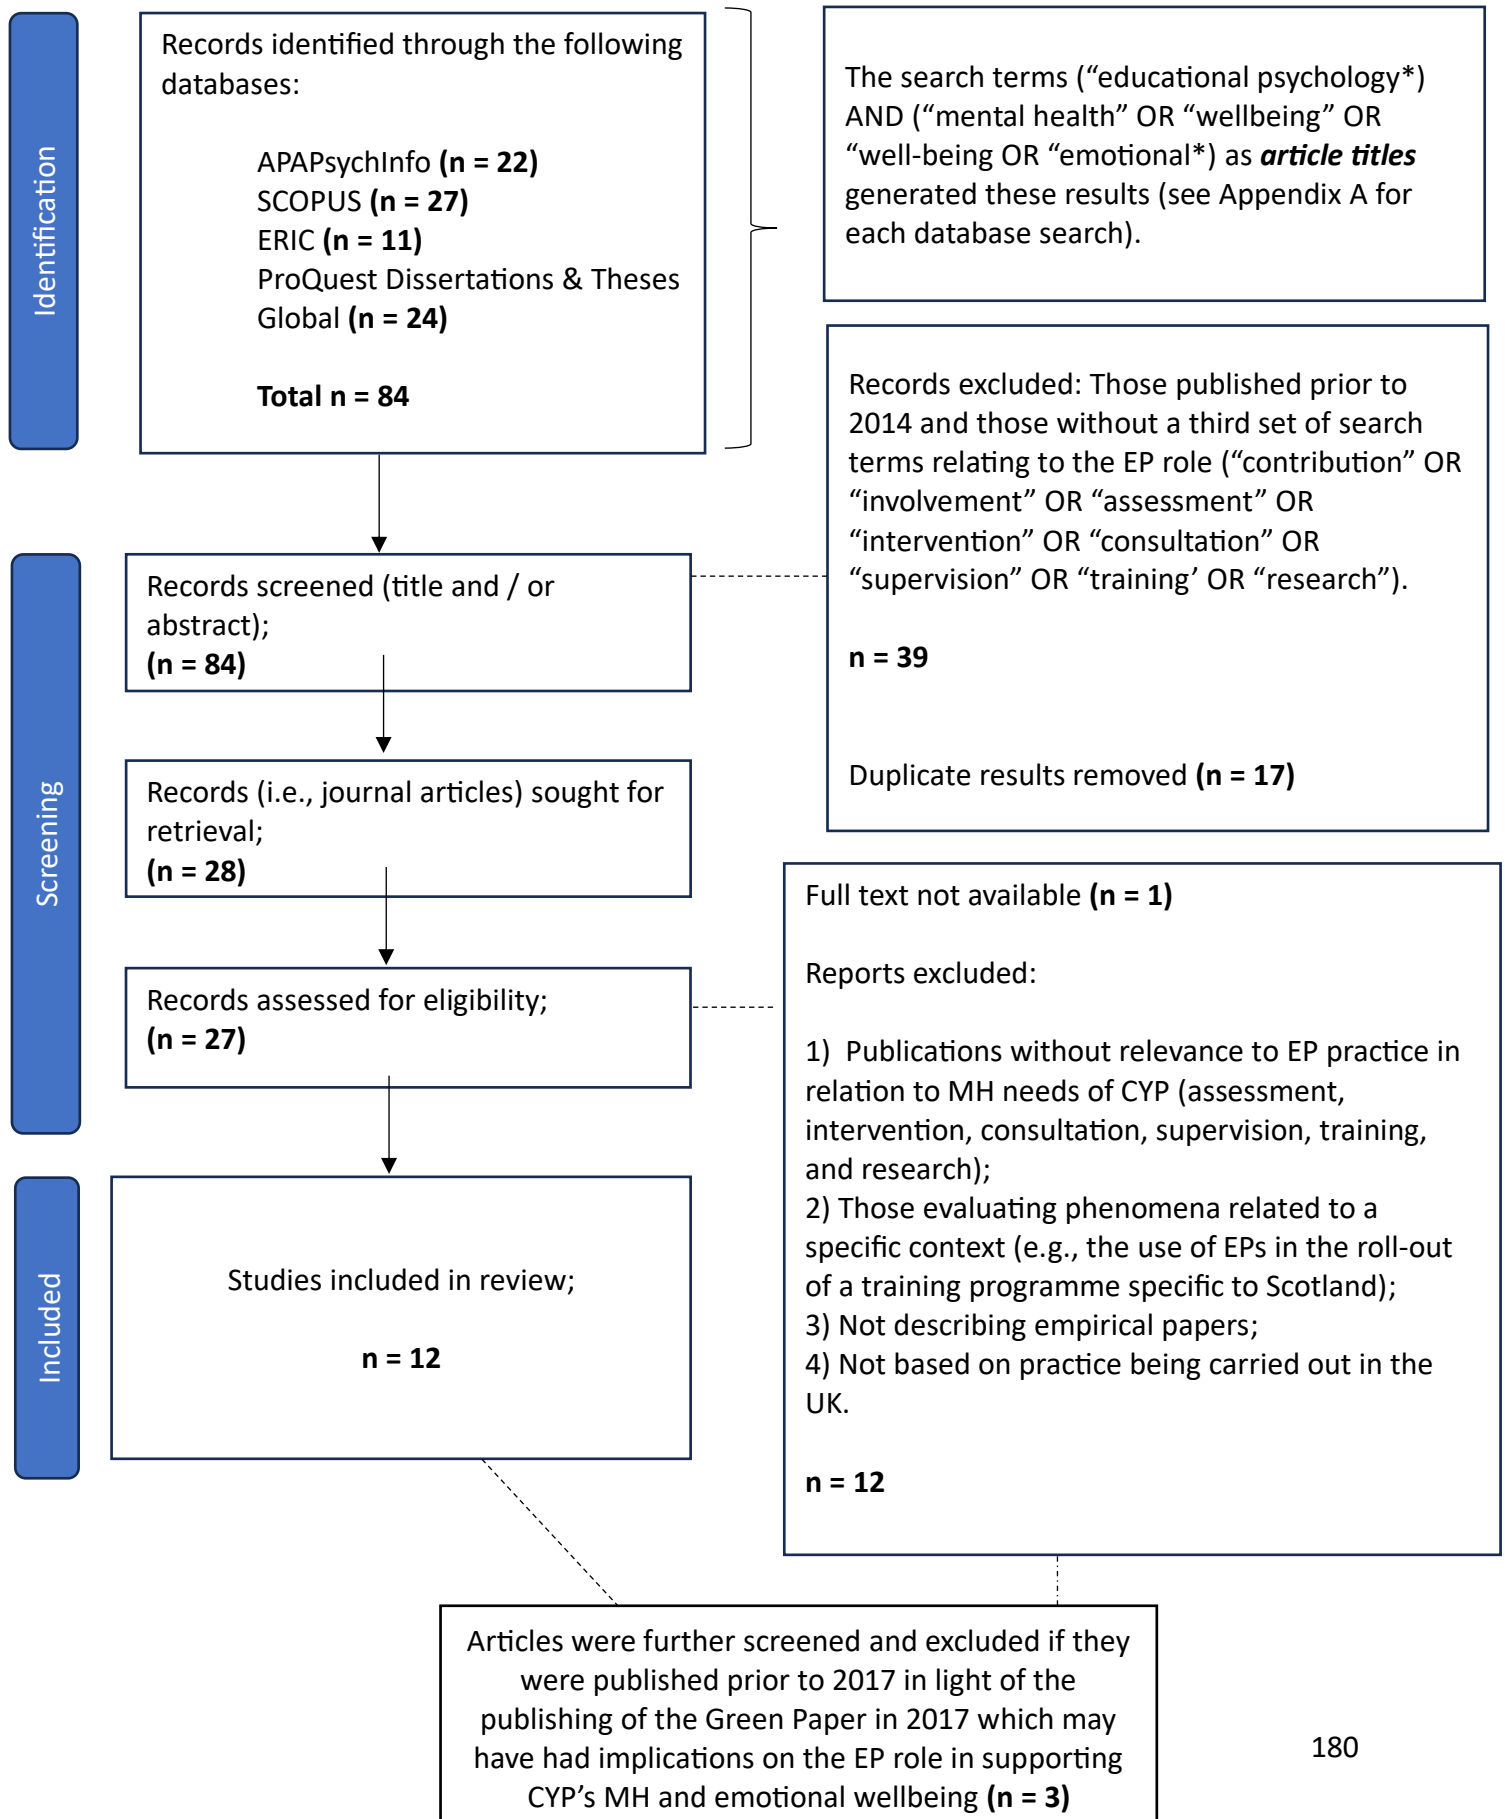 Identification
Records identified through the following
databases:
APAPsychInfo (n = 22)
SCOPUS (n = 27)
ERIC (n = 11)
ProQuest Dissertations & Theses
Global (n = 24)
Total n = 84
The search terms (“educational psychology*)
AND (“mental health” OR “wellbeing” OR
“well-being OR “emotional*) as article titles
generated these results (see Appendix A for
each database search).
Records excluded: Those published prior to
2014 and those without a third set of search
terms relating to the EP role (“contribution” OR
“involvement” OR “assessment” OR
“intervention” OR “consultation” OR
“supervision” OR “training’ OR “research”).
n = 39
Duplicate results removed (n = 17)
Screening
Records screened (title and / or
abstract);
(n = 84)
Records (i.e., journal articles) sought for
retrieval;
(n = 28)
Records assessed for eligibility;
(n = 27)
Full text not available (n = 1)
Reports excluded:
1) Publications without relevance to EP practice in
relation to MH needs of CYP (assessment,
intervention, consultation, supervision, training,
and research);
2) Those evaluating phenomena related to a
specific context (e.g., the use of EPs in the roll-out
of a training programme specific to Scotland);
3) Not describing empirical papers;
4) Not based on practice being carried out in the
UK.
n = 12
Included
Studies included in review;
n = 12
Articles were further screened and excluded if they
were published prior to 2017 in light of the
publishing of the Green Paper in 2017 which may
have had implications on the EP role in supporting
CYP’s MH and emotional wellbeing (n = 3)
180